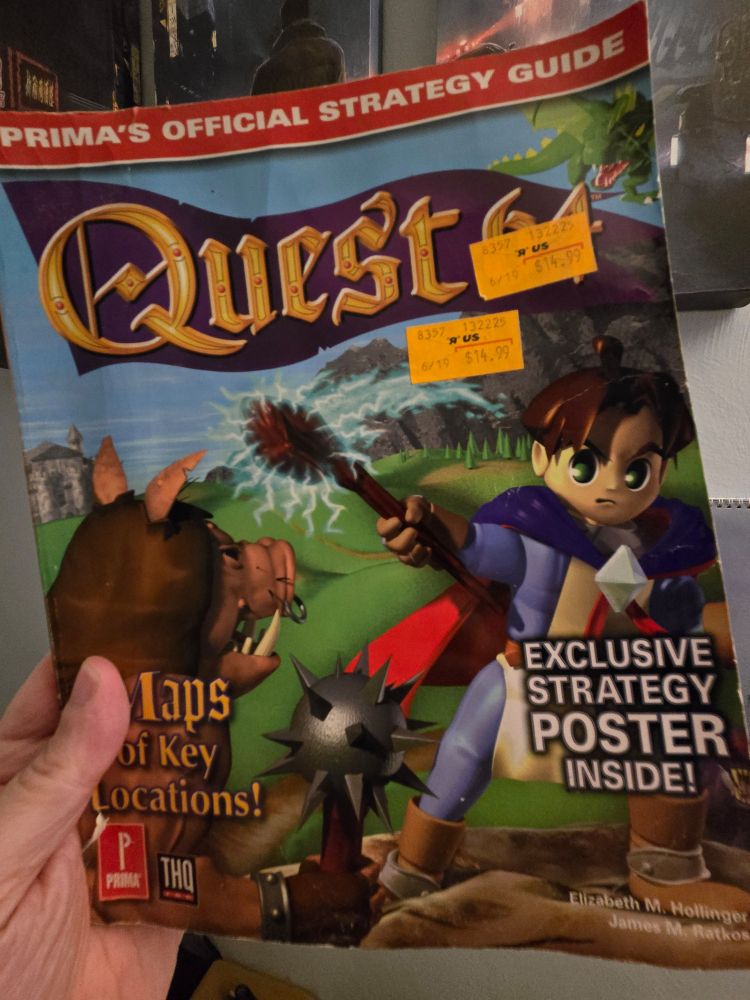 PRIMA'S OFFICIAL STRATEGY GUIDE
Quest 64
TM
8357 132225
R US
6/19 $14.99
8357 132225
R US
6/19 $14.99
EXCLUSIVE
STRATEGY
POSTER
INSIDE!
Maps
of Key
Locations!
P
PRIMA
THQ
Elizabeth M. Hollinger
James M. Ratkos